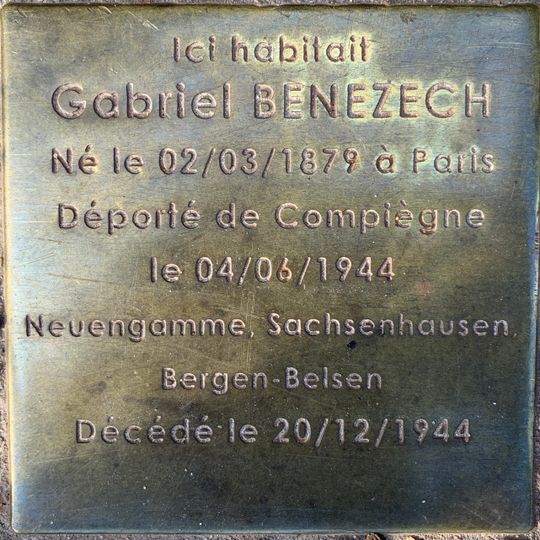 Ici habitait
Gabriel BENEZECH
Né le 02/03/1879 à Paris
Déporté de Compiègne
le 04/06/1944
Neuengamme, Sachsenhausen,
Bergen-Belsen
Décédé le 20/12/1944